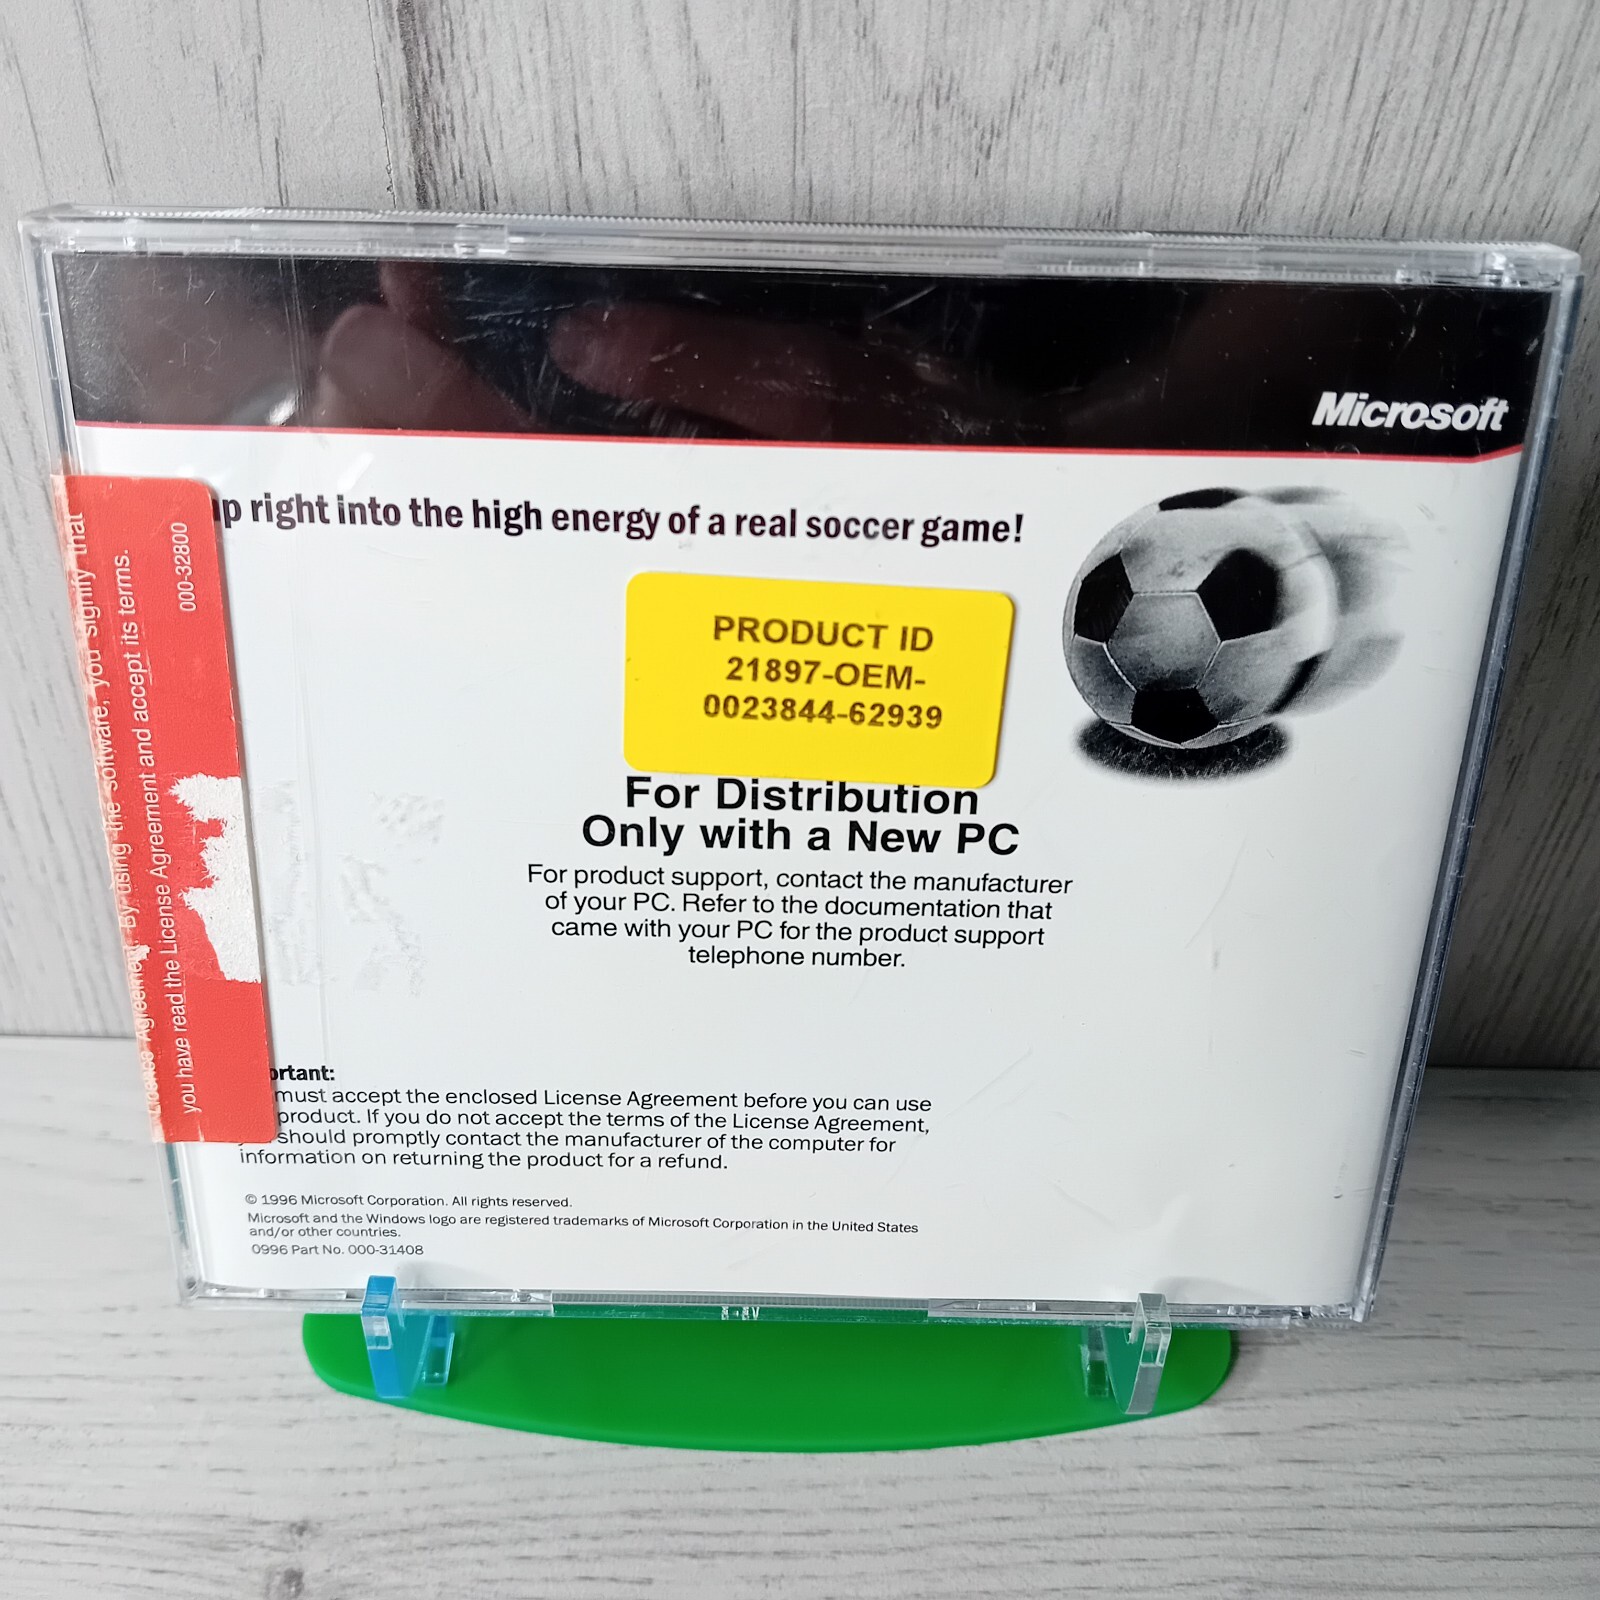 Microsoft
right into the high energy of a real soccer game!
PRODUCT ID
21897-OEM-
0023844-62939
For Distribution
Only with a New PC
For product support, contact the manufacturer
of your PC. Refer to the documentation that
came with your PC for the product support
telephone number.
License Agreement. By using the software, you signify that
you have read the License Agreement and accept its terms.
000-32800
ortant:
must accept the enclosed License Agreement before you can use
product. If you do not accept the terms of the License Agreement,
should promptly contact the manufacturer of the computer for
information on returning the product for a refund.
© 1996 Microsoft Corporation. All rights reserved.
Microsoft and the Windows logo are registered trademarks of Microsoft Corporation in the United States
and/or other countries.
0996 Part No. 000-31408